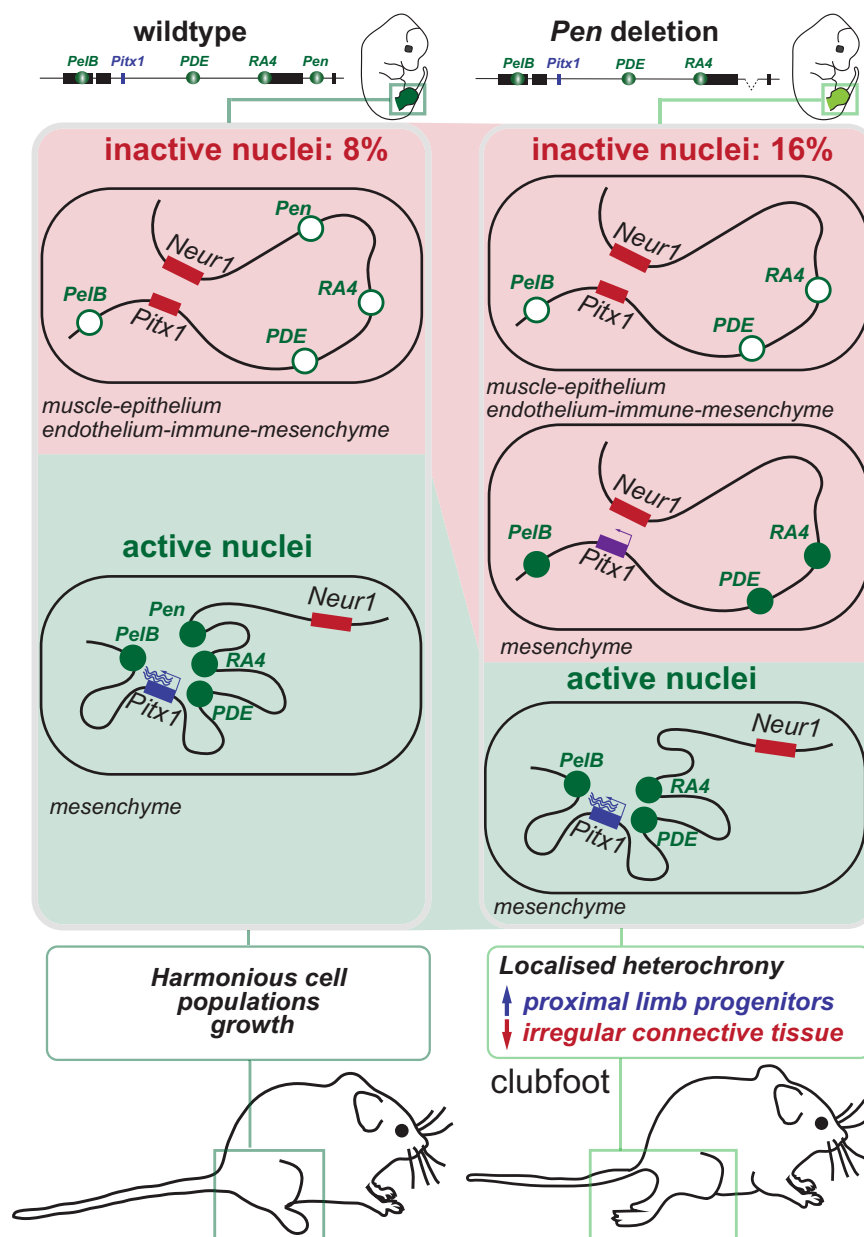 wildtype
PelB Pitx1 PDE RA4 Pen
inactive nuclei: 8%
Pen
Neur1
PelB
RA4
Pitx1
PDE
muscle-epithelium
endothelium-immune-mesenchyme
active nuclei
Neur1
Pen
PelB
RA4
Pitx1
PDE
mesenchyme
Harmonious cell
populations
growth
Pen deletion
PelB Pitx1 PDE RA4
inactive nuclei: 16%
Neur1
PelB
RA4
Pitx1
PDE
muscle-epithelium
endothelium-immune-mesenchyme
Neur1
PelB
RA4
Pitx1
PDE
mesenchyme
active nuclei
Neur1
PelB
RA4
Pitx1
PDE
mesenchyme
Localised heterochrony
proximal limb progenitors
irregular connective tissue
clubfoot